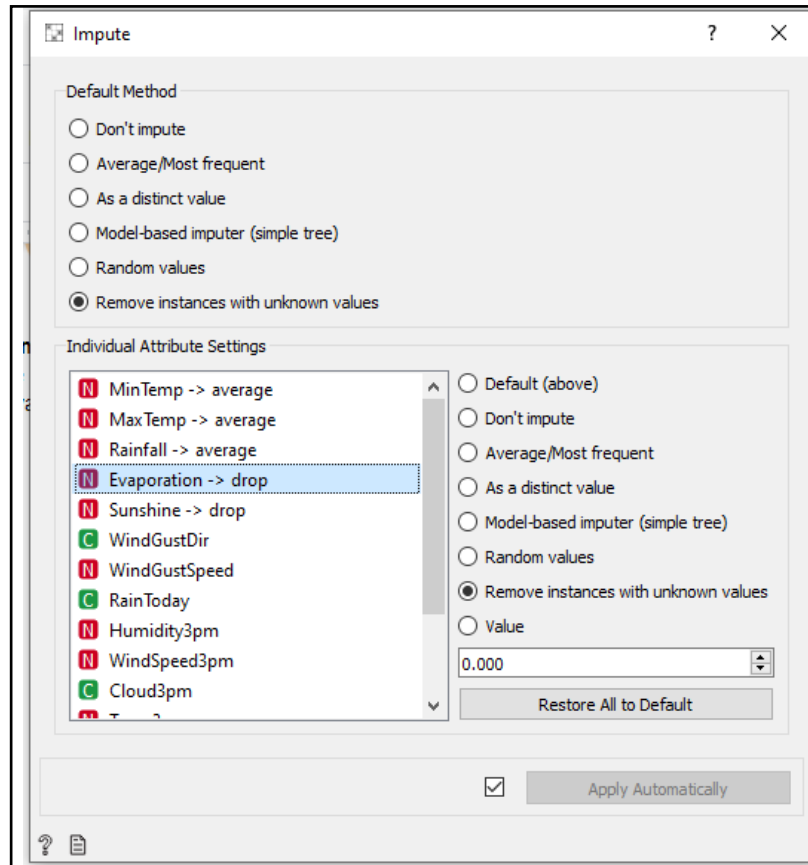 Impute
Default Method
Don't impute
Average/Most frequent
As a distinct value
Model-based imputer (simple tree)
Random values
Remove instances with unknown values
Individual Attribute Settings
N MinTemp -> average
N MaxTemp -> average
N Rainfall -> average
N Evaporation -> drop
N Sunshine -> drop
C WindGustDir
N WindGustSpeed
C RainToday
N Humidity3pm
N WindSpeed3pm
C Cloud3pm
Default (above)
Don't impute
Average/Most frequent
As a distinct value
Model-based imputer (simple tree)
Random values
Remove instances with unknown values
Value
0.000
Restore All to Default
Apply Automatically